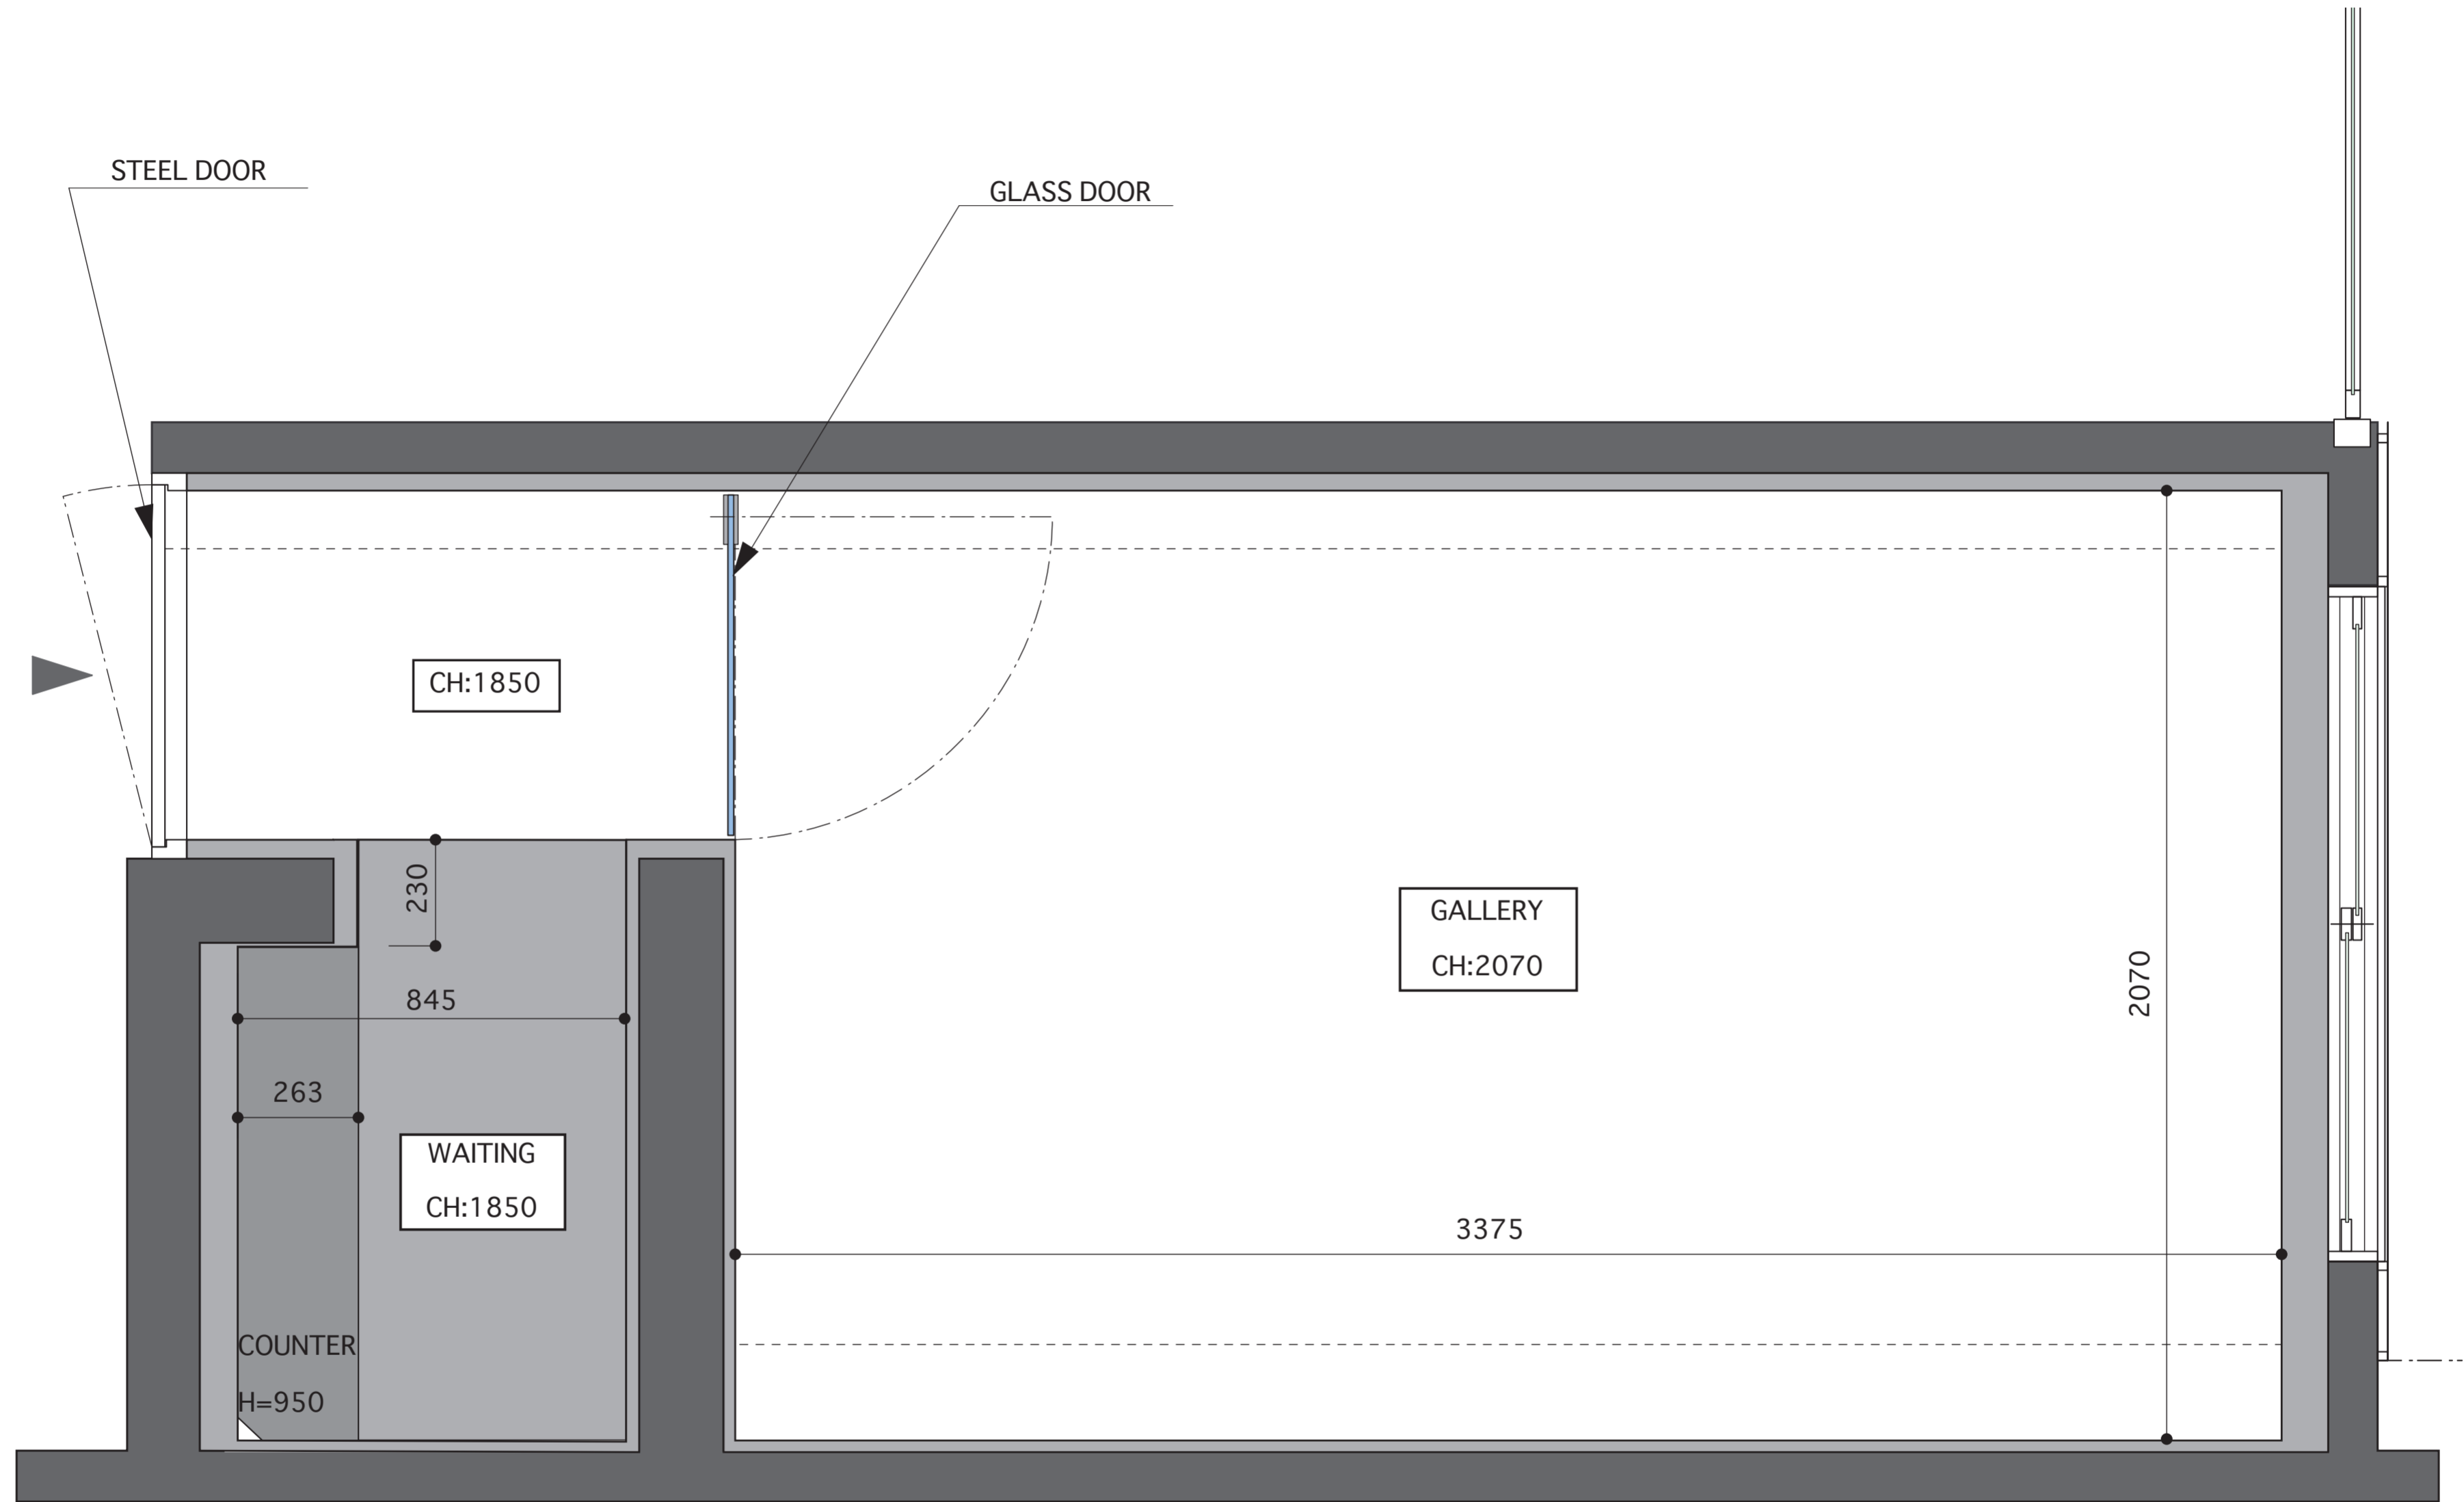 STEEL DOOR
GLASS DOOR
CH:1850
230
GALLERY
CH:2070
2070
845
263
WAITING
CH:1850
3375
COUNTER
H=950